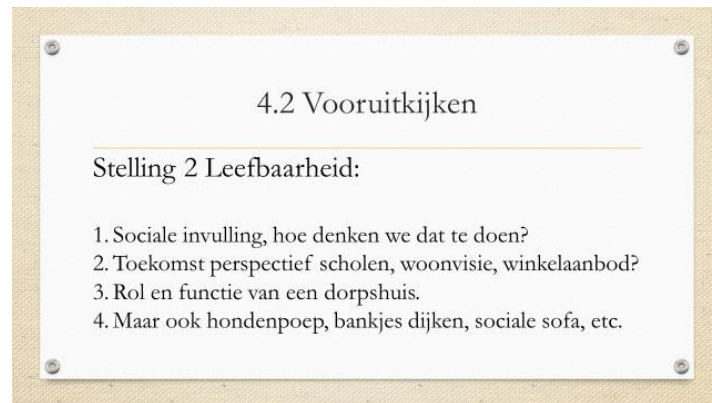 4.2 Vooruitkijken
Stelling 2 Leefbaarheid:
1. Sociale invulling, hoe denken we dat te doen?
2. Toekomst perspectief scholen, woonvisie, winkelaanbod?
3. Rol en functie van een dorpshuis.
4. Maar ook hondenpoep, bankjes dijken, sociale sofa, etc.